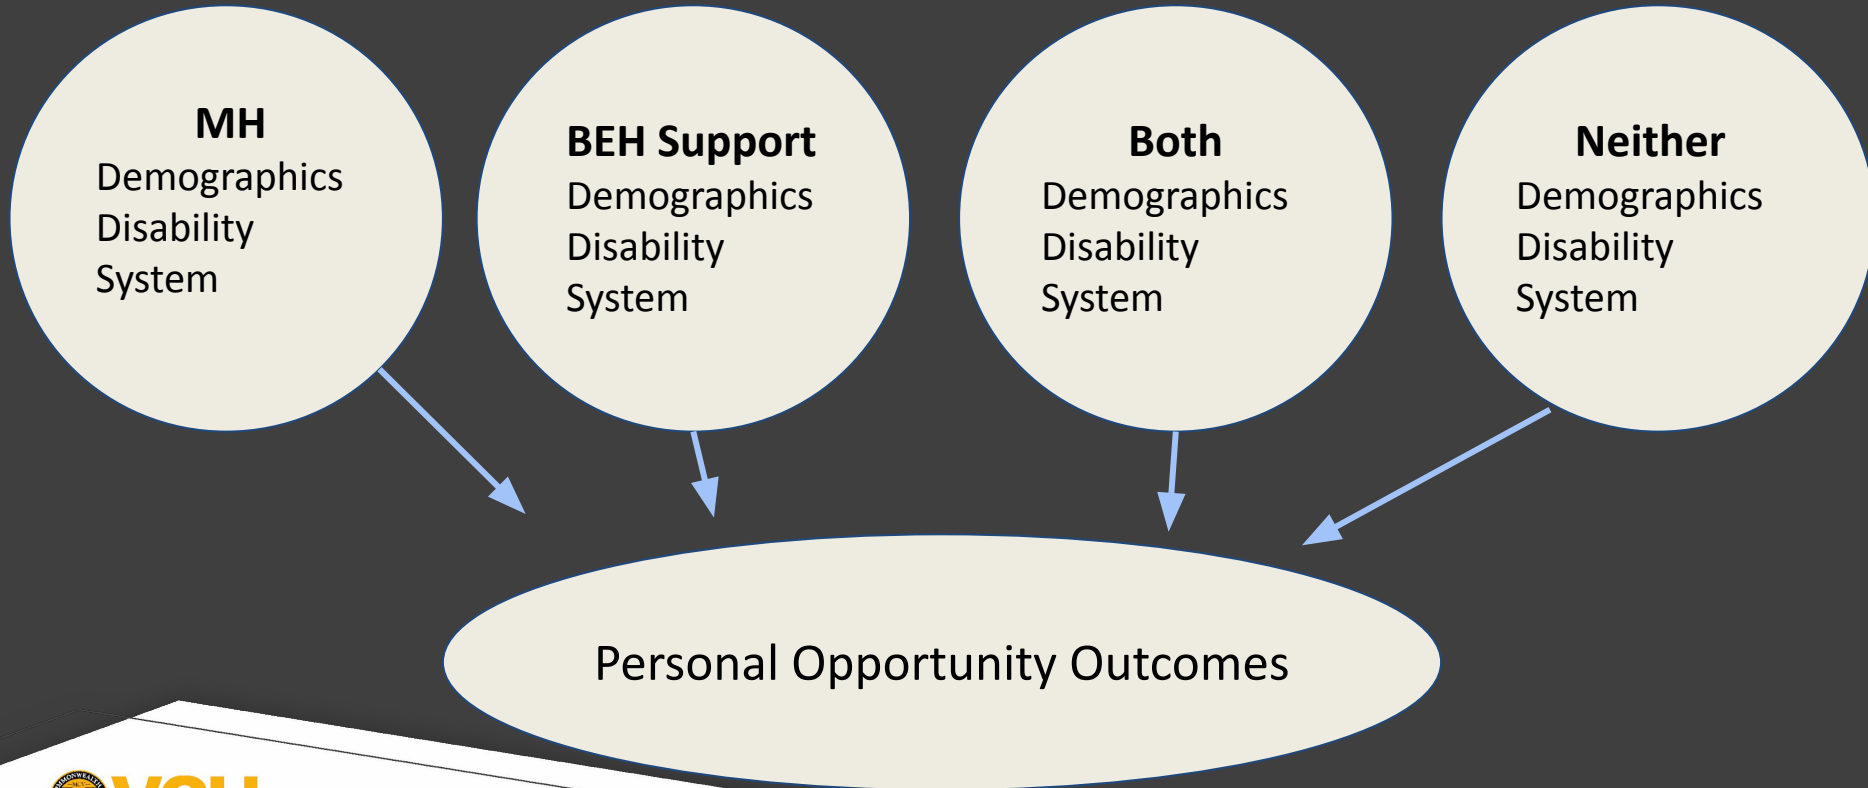 MH
Demographics
Disability
System
BEH Support
Demographics
Disability
System
Both
Demographics
Disability
System
Neither
Demographics
Disability
System
Personal Opportunity Outcomes